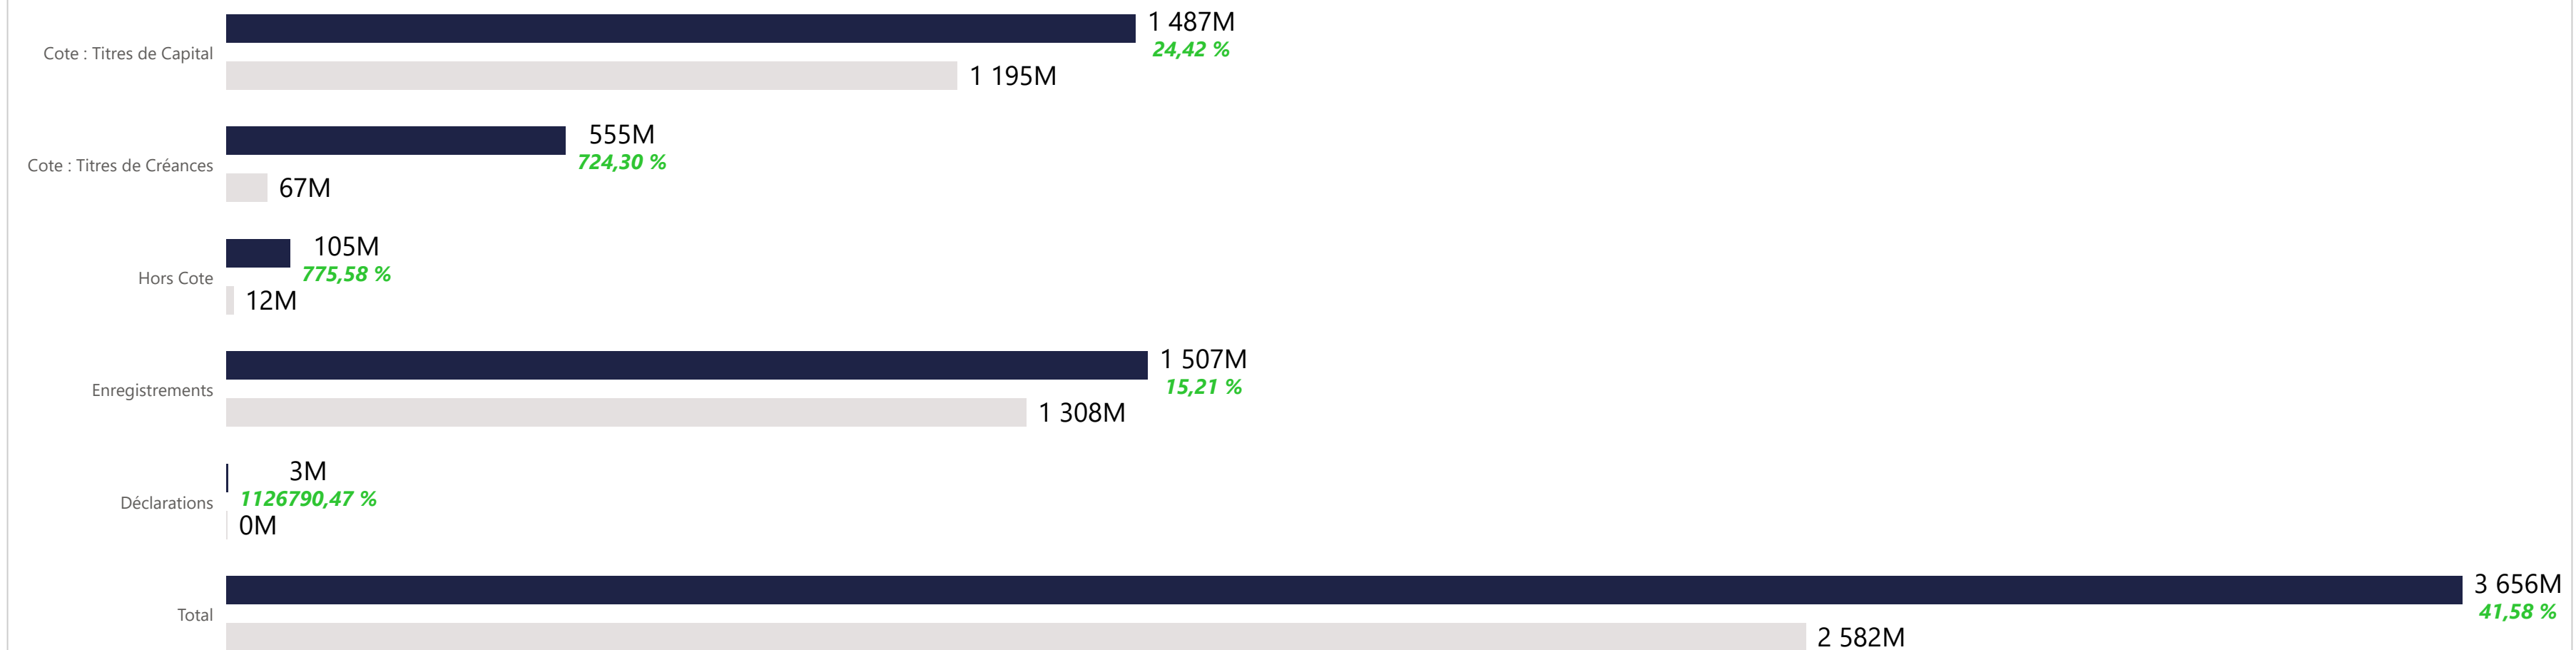 1 487M
24,42 %
Cote : Titres de Capital
1 195M
555M
724,30 %
Cote : Titres de Créances
67M
105M
775,58 %
Hors Cote
12M
1 507M
15,21 %
Enregistrements
1 308M
3M
1126790,47 %
Déclarations
0M
3 656M
41,58 %
Total
2 582M